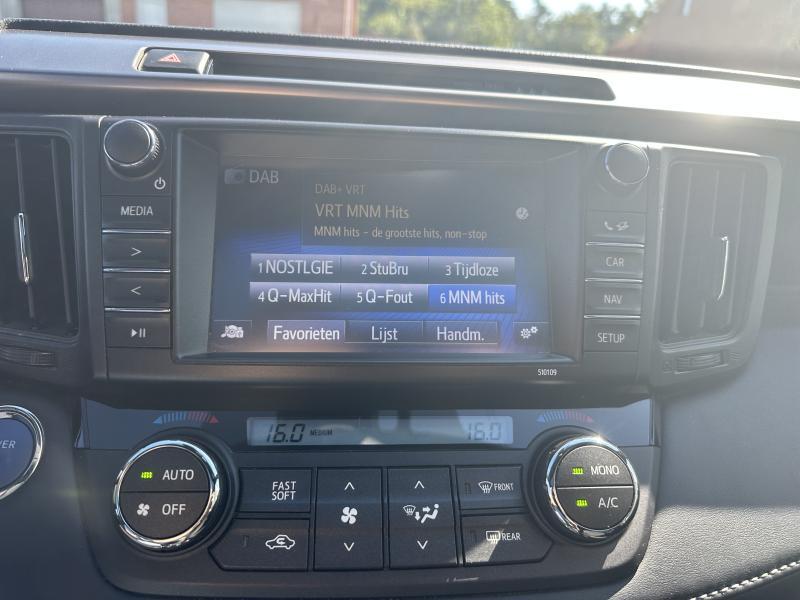 DAB
DAB+ VRT
VRT MNM Hits
MNM hits - de grootste hits, non-stop
1 NOSTLGIE 2 StuBru 3 Tijdloze
4 Q-MaxHit 5 Q-Fout 6 MNM hits
Favorieten Lijst Handm.
MEDIA
>
<
CAR
NAV
SETUP
510109
16.0 MEDIUM 16.0
WER
AUTO
OFF
FAST
SOFT
FRONT
REAR
MONO
A/C